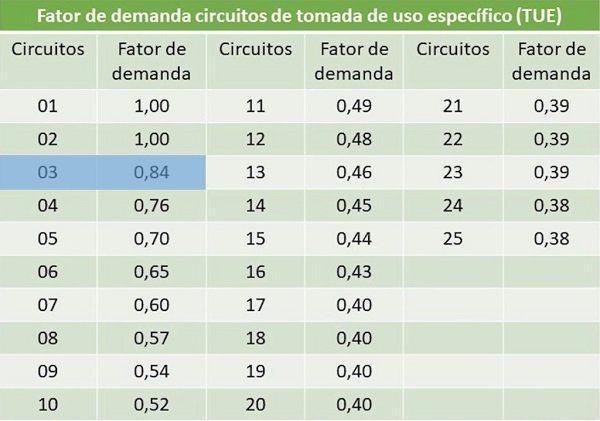 Fator de demanda circuitos de tomada de uso específico (TUE)
Circuitos Fator de demanda Circuitos Fator de demanda Circuitos Fator de demanda
01 1,00 11 0,49 21 0,39
02 1,00 12 0,48 22 0,39
03 0,84 13 0,46 23 0,39
04 0,76 14 0,45 24 0,38
05 0,70 15 0,44 25 0,38
06 0,65 16 0,43
07 0,60 17 0,40
08 0,57 18 0,40
09 0,54 19 0,40
10 0,52 20 0,40